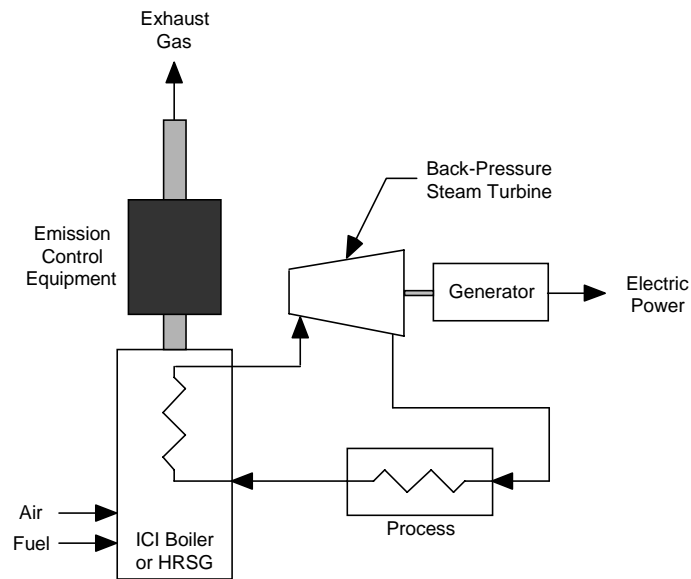 Exhaust
Gas
Back-Pressure
Steam Turbine
Emission
Control
Equipment
Generator
Electric
Power
Air
Fuel
ICI Boiler
or HRSG
Process